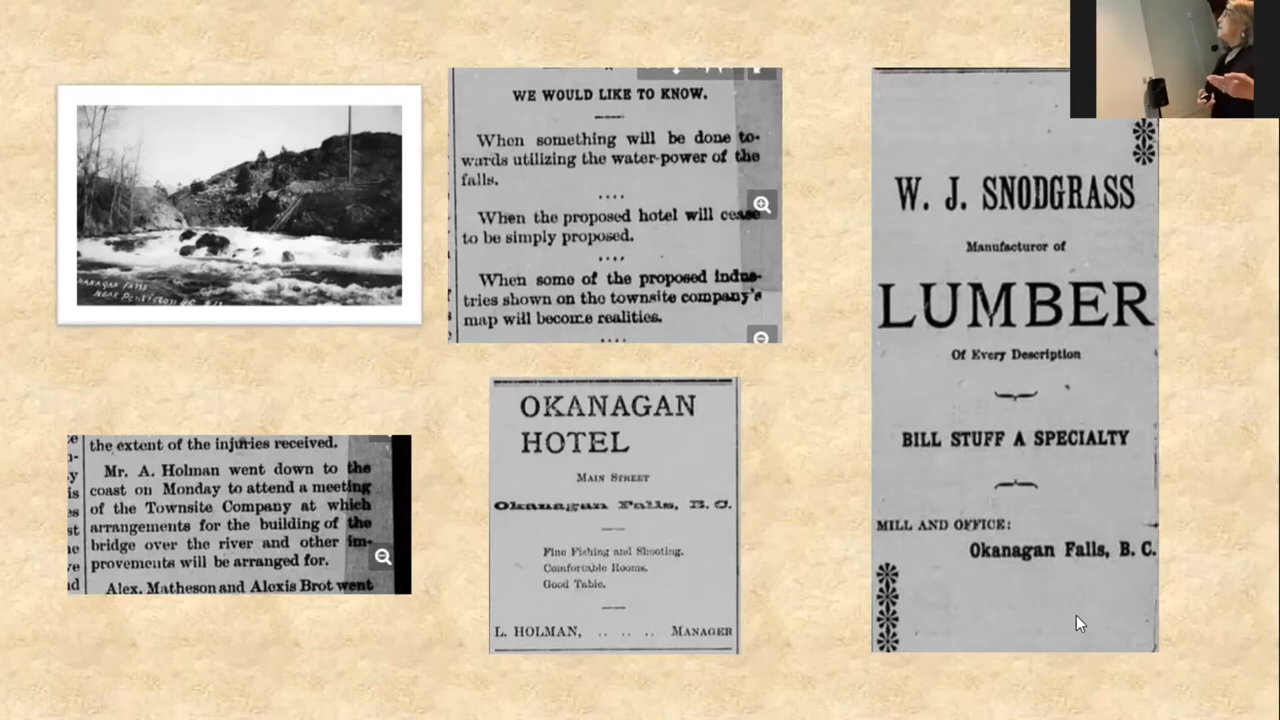 OKANAGAN FALLS
NEAR PENTICTON BC
WE WOULD LIKE TO KNOW.
When something will be done to-
wards utilizing the water-power of the
falls.
When the proposed hotel will cease
to be simply proposed.
When some of the proposed indus-
tries shown on the townsite company's
map will become realities.
the extent of the injuries received.
Mr. A. Holman went down to the
coast on Monday to attend a meeting
of the Townsite Company at which
arrangements for the building of the
bridge over the river and other im-
provements will be arranged for.
Alex. Matheson and Alexis Brot went
OKANAGAN
HOTEL
MAIN STREET
Okanagan Falls, B. C.
Fine Fishing and Shooting.
Comfortable Rooms.
Good Table.
L. HOLMAN, .. .. .. MANAGER
W. J. SNODGRASS
Manufacturer of
LUMBER
Of Every Description
BILL STUFF A SPECIALTY
MILL AND OFFICE:
Okanagan Falls, B. C.